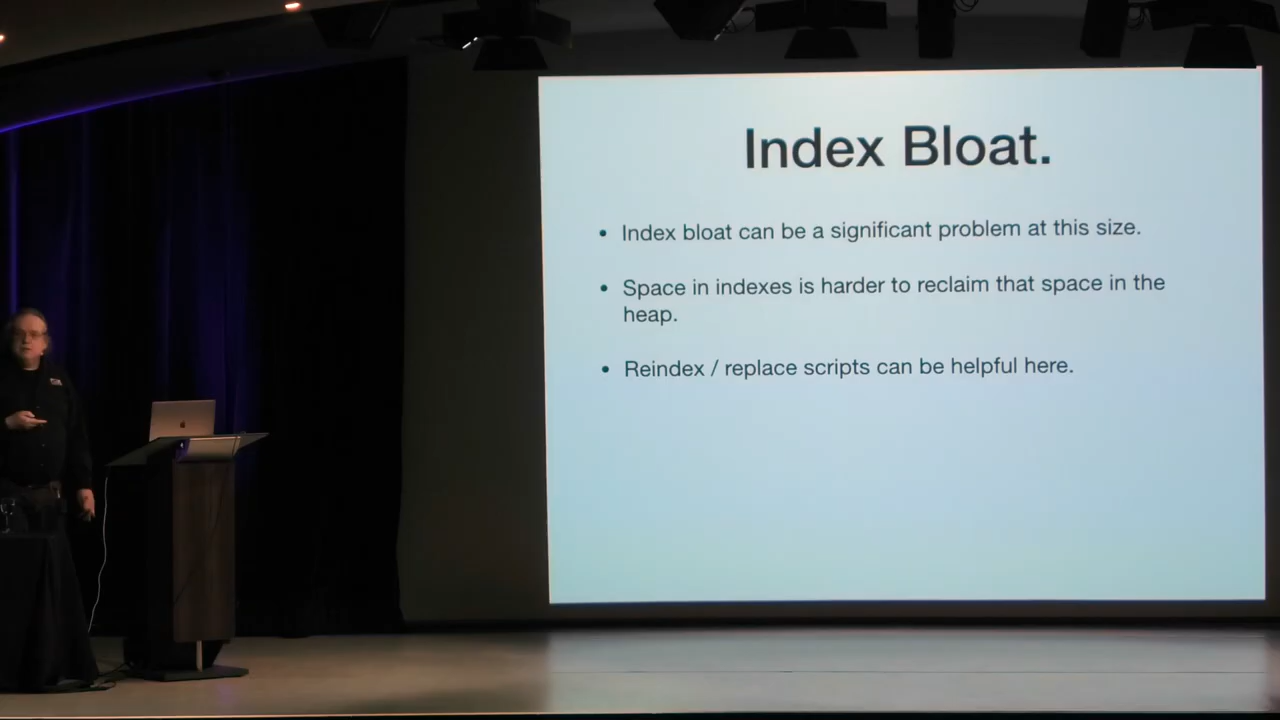 Index Bloat.
• Index bloat can be a significant problem at this size.
• Space in indexes is harder to reclaim that space in the
heap.
• Reindex / replace scripts can be helpful here.